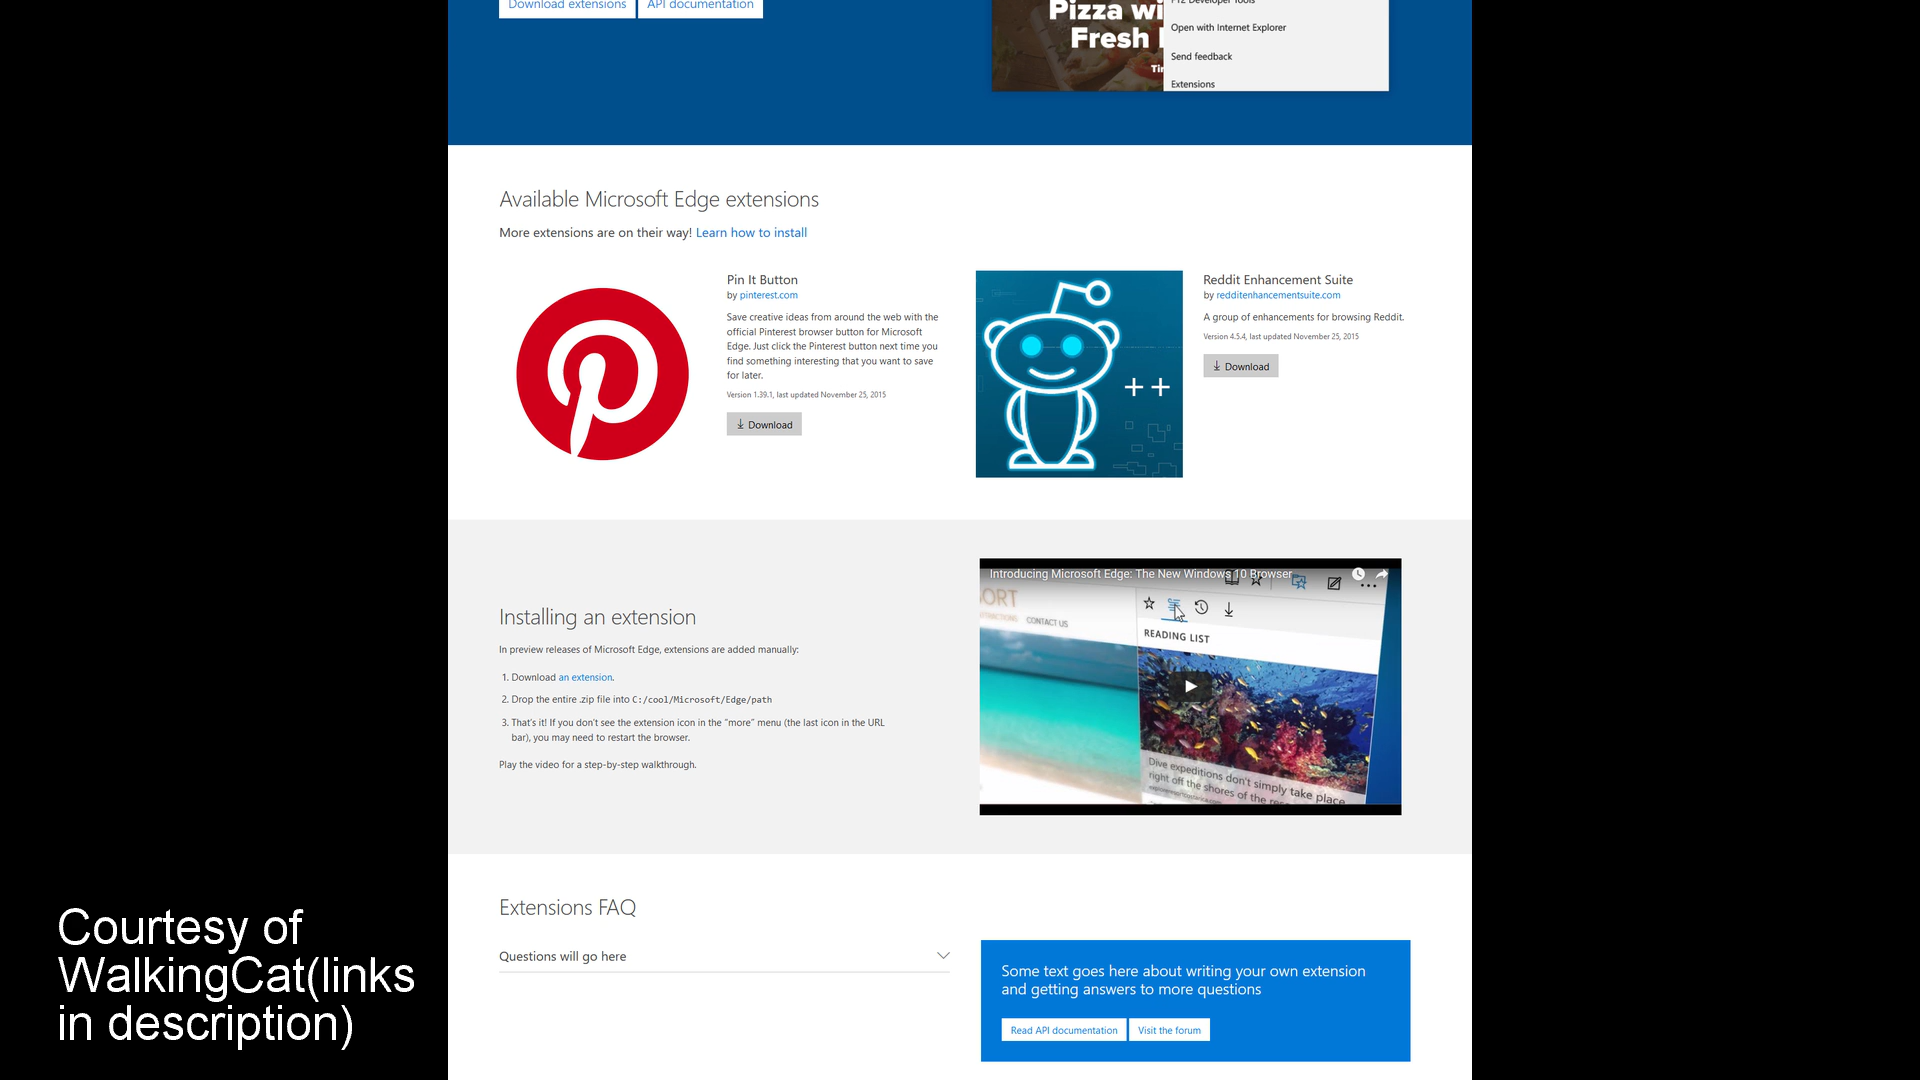 Download extensions
API documentation
Pizza wi
Fresh
Tir
F12 Developer Tools
Open with Internet Explorer
Send feedback
Extensions
Available Microsoft Edge extensions
More extensions are on their way! Learn how to install
Pin It Button
by pinterest.com
Save creative ideas from around the web with the
official Pinterest browser button for Microsoft
Edge. Just click the Pinterest button next time you
find something interesting that you want to save
for later.
Version 1.39.1, last updated November 25, 2015
Download
++
Reddit Enhancement Suite
by redditenhancementsuite.com
A group of enhancements for browsing Reddit.
Version 4.5.4, last updated November 25, 2015
Download
Installing an extension
In preview releases of Microsoft Edge, extensions are added manually:
1. Download an extension.
2. Drop the entire .zip file into C:/cool/Microsoft/Edge/path
3. That's it! If you don't see the extension icon in the "more" menu (the last icon in the URL
bar), you may need to restart the browser.
Play the video for a step-by-step walkthrough.
Introducing Microsoft Edge: The New Windows 10 Browser
ORT
CONTACT US
READING LIST
Dive expeditions don't simply take place
right off the shores of the
Extensions FAQ
Questions will go here
Some text goes here about writing your own extension
and getting answers to more questions
Read API documentation
Visit the forum
Courtesy of
WalkingCat(links
in description)